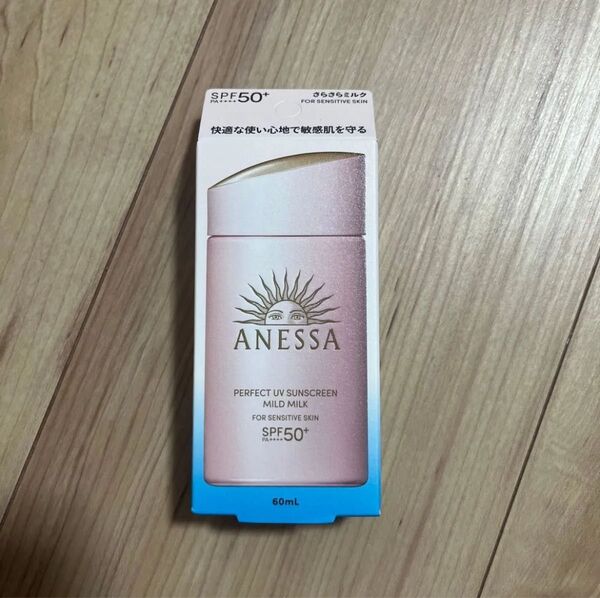 SPF50+
PA++++
さらさらミルク
FOR SENSITIVE SKIN
快適な使い心地で敏感肌を守る
ANESSA
PERFECT UV SUNSCREEN
MILD MILK
FOR SENSITIVE SKIN
SPF50+
PA++++
60mL